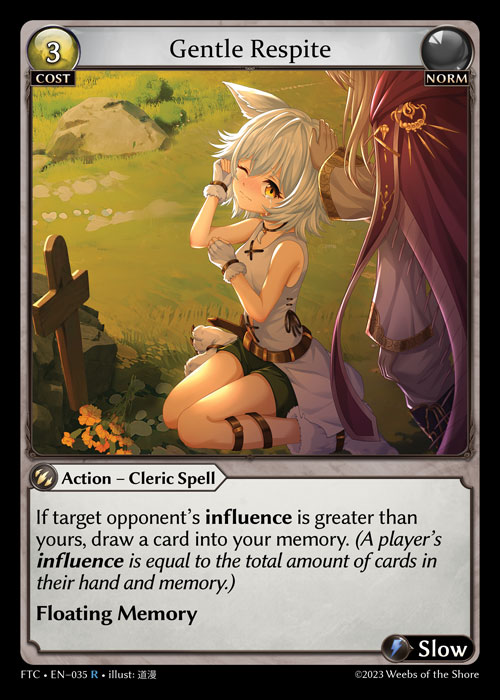 3
Gentle Respite
COST
NORM
Action – Cleric Spell
If target opponent's influence is greater than
yours, draw a card into your memory. (A player's
influence is equal to the total amount of cards in
their hand and memory.)
Floating Memory
Slow
FTC • EN–035 R • illust: 道漫
©2023 Weebs of the Shore